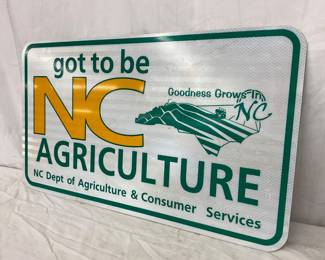 got to be
NC
Goodness Grows In
NC
AGRICULTURE
NC Dept of Agriculture & Consumer Services